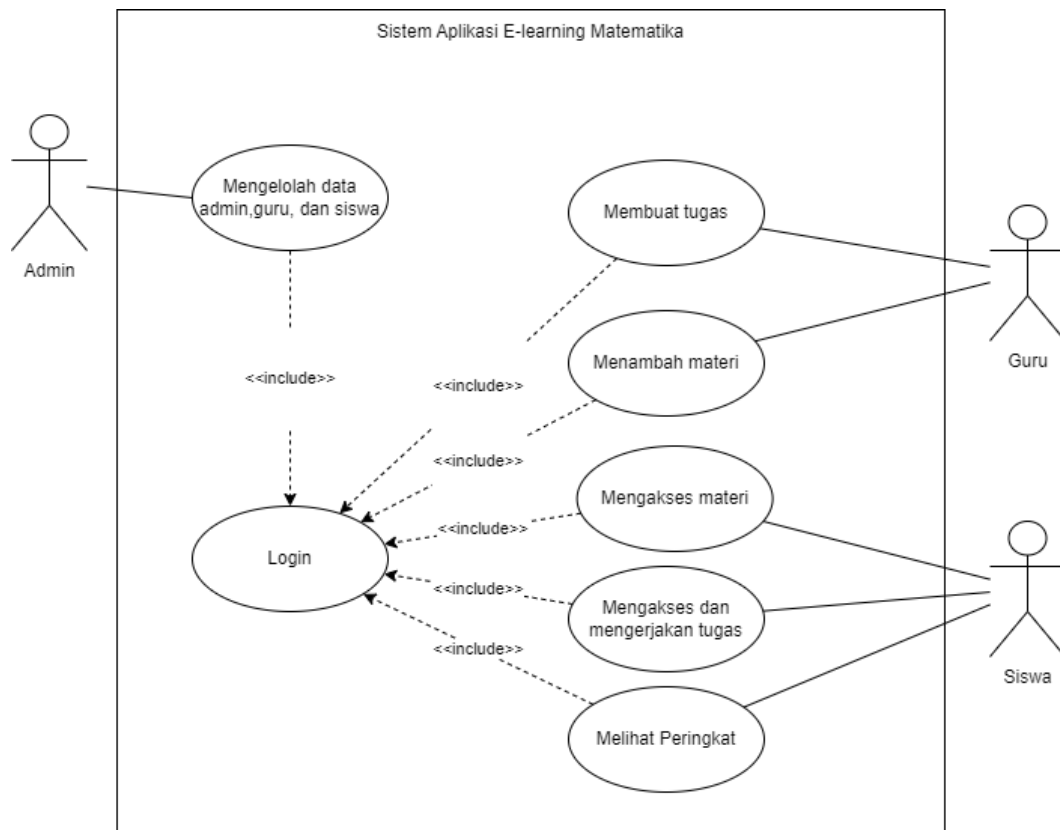 Sistem Aplikasi E-learning Matematika
Admin
Mengelolah data
admin,guru, dan siswa
Membuat tugas
Guru
Menambah materi
<<include>>
<<include>>
<<include>>
Mengakses materi
<<include>>
Login
<<include>>
Mengakses dan
mengerjakan tugas
<<include>>
Siswa
Melihat Peringkat